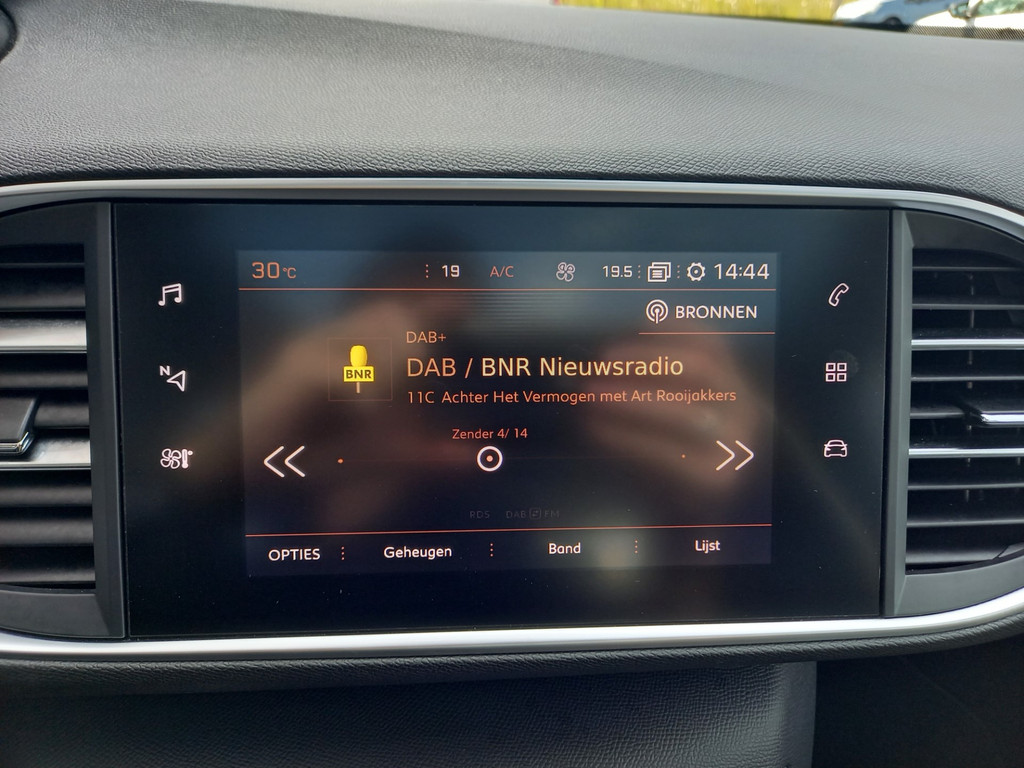 30°C 19 A/C 19.5 14:44
BRONNEN
DAB+
BNR
DAB / BNR Nieuwsradio
11C Achter Het Vermogen met Art Rooijakkers
N
Zender 4/ 14
RDS DAB FM
OPTIES Geheugen Band Lijst